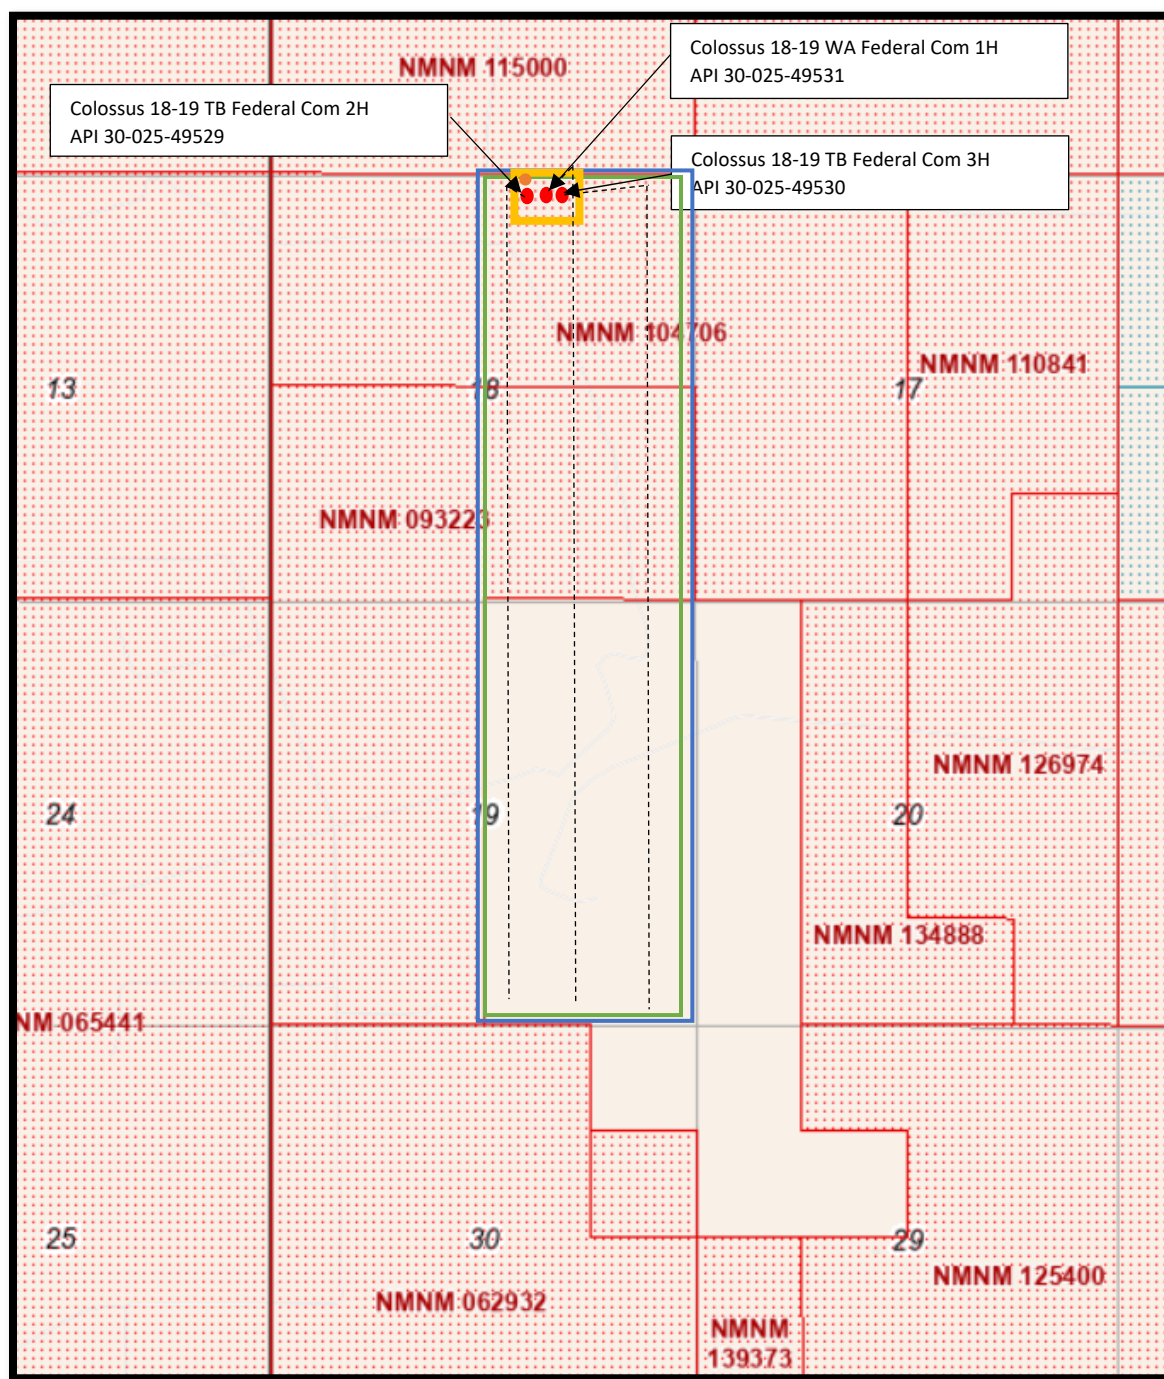 Colossus 18-19 WA Federal Com 1H
API 30-025-49531
NMNM 115000
Colossus 18-19 TB Federal Com 2H
API 30-025-49529
Colossus 18-19 TB Federal Com 3H
API 30-025-49530
NMNM 104706
NMNM 110841
13
18
17
NMNM 093223
NMNM 126974
24
19
20
NMNM 134888
NM 065441
25
30
29
NMNM 125400
NMNM 062932
NMNM
139373